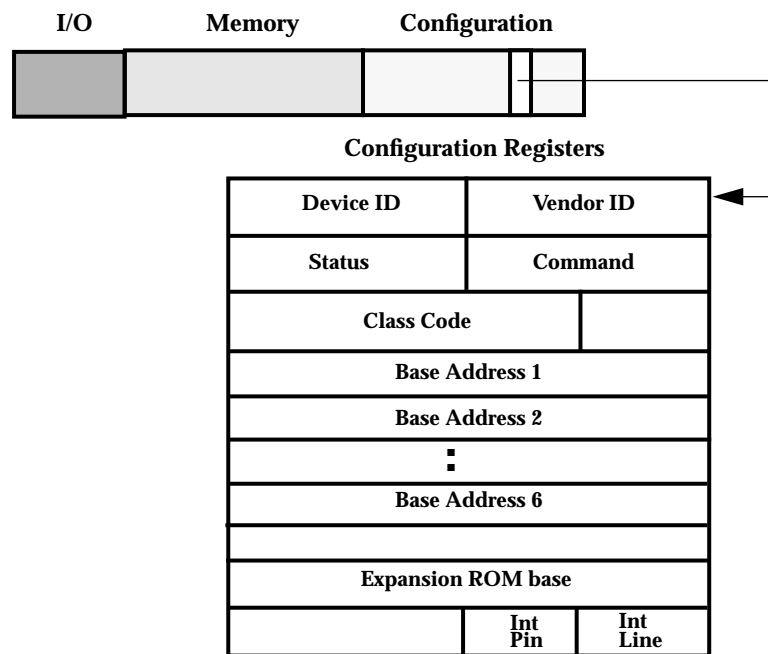 I/O Memory Configuration
Configuration Registers
Device ID Vendor ID
Status Command
Class Code
Base Address 1
Base Address 2
:
Base Address 6
Expansion ROM base
Int Pin
Int Line